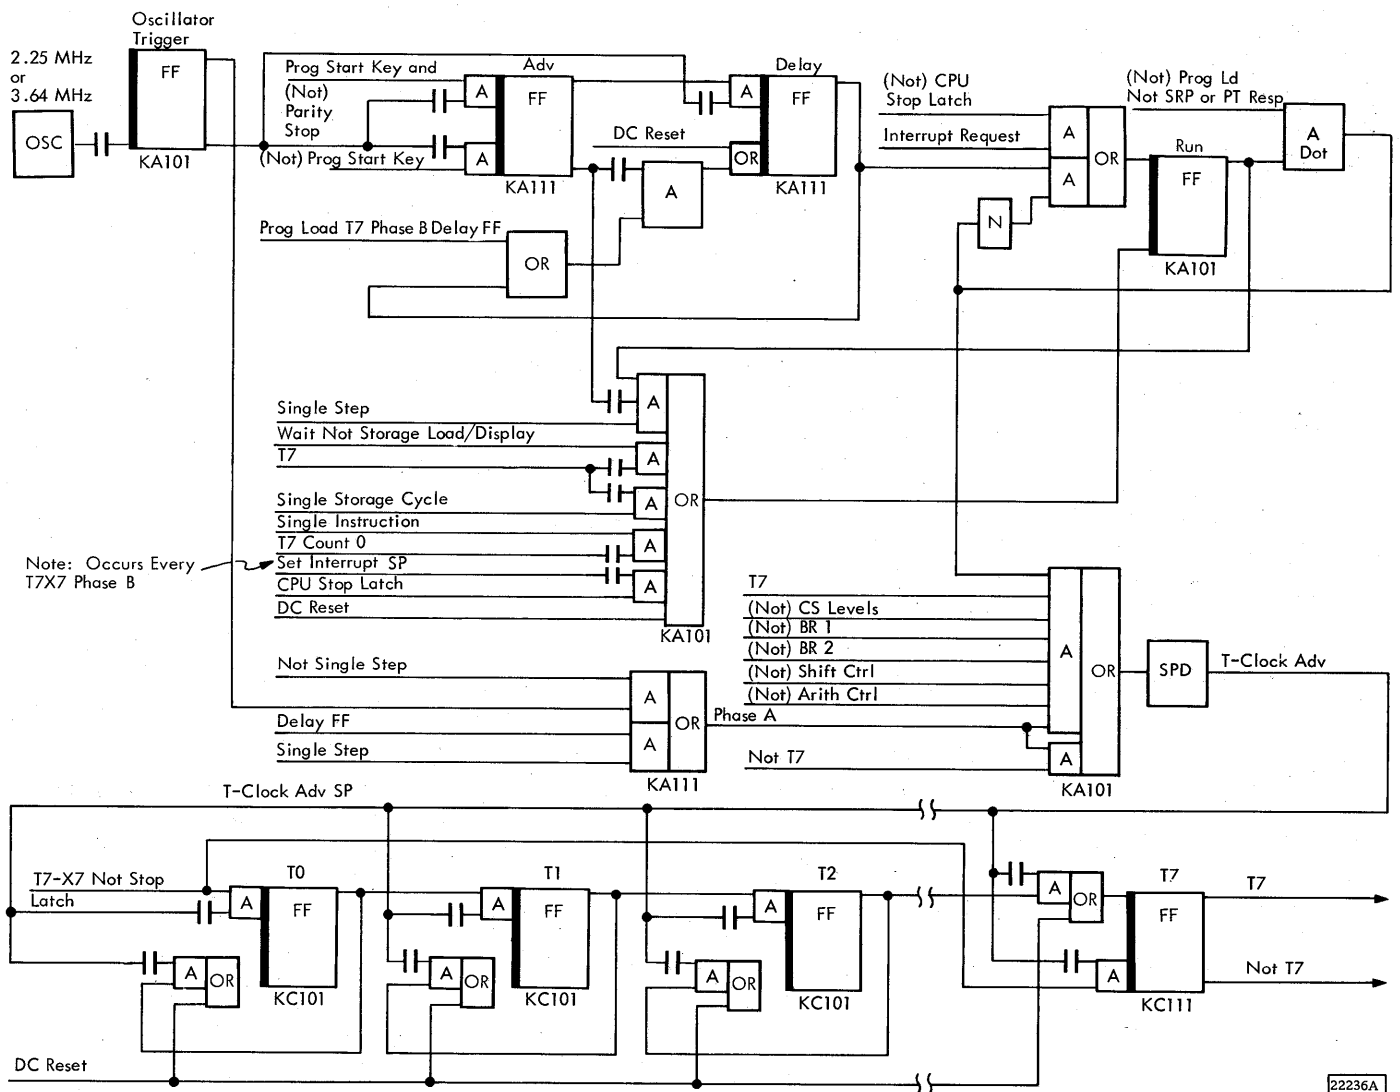 Oscillator
Trigger
2.25 MHz
or
3.64 MHz
OSC
FF
KA101
Prog Start Key and
(Not)
Parity
Stop
(Not) Prog Start Key
A
A
Adv
FF
KA111
DC Reset
A
Prog Load T7 Phase B Delay FF
OR
Delay
A
OR
FF
KA111
(Not) CPU
Stop Latch
Interrupt Request
A
A
OR
N
Run
FF
KA101
(Not) Prog Ld
Not SRP or PT Resp
A
Dot
Single Step
Wait Not Storage Load/Display
T7
Single Storage Cycle
Single Instruction
T7 Count 0
Set Interrupt SP
CPU Stop Latch
DC Reset
A
A
A
A
A
OR
KA101
Note: Occurs Every
T7X7 Phase B
Not Single Step
Delay FF
Single Step
A
A
OR
KA111
Phase A
T7
(Not) CS Levels
(Not) BR 1
(Not) BR 2
(Not) Shift Ctrl
(Not) Arith Ctrl
Not T7
A
A
OR
KA101
SPD
T-Clock Adv
T-Clock Adv SP
T7-X7 Not Stop
Latch
A
T0
FF
KC101
A
OR
A
T1
FF
KC101
A
OR
A
T2
FF
KC101
A
OR
A
OR
T7
FF
A
KC111
T7
Not T7
DC Reset
22236A